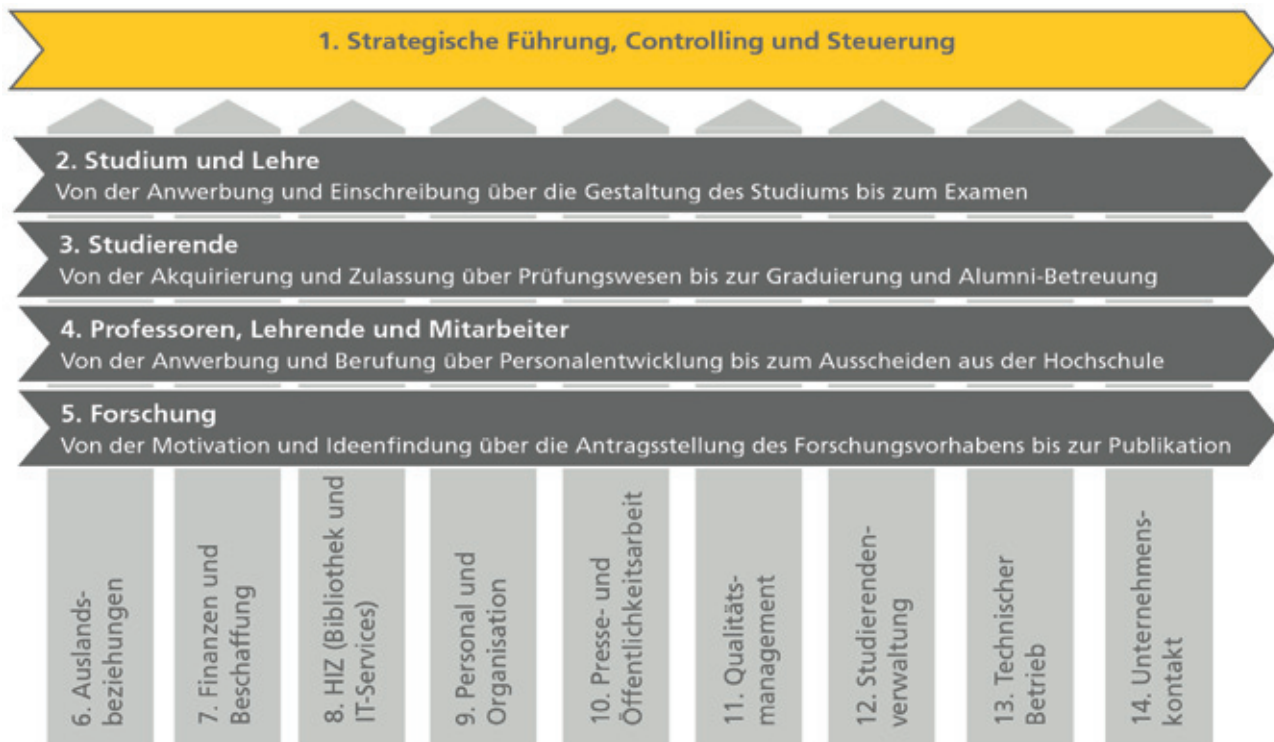 1. Strategische Führung, Controlling und Steuerung
2. Studium und Lehre
Von der Anwerbung und Einschreibung über die Gestaltung des Studiums bis zum Examen
3. Studierende
Von der Akquirierung und Zulassung über Prüfungswesen bis zur Graduierung und Alumni-Betreuung
4. Professoren, Lehrende und Mitarbeiter
Von der Anwerbung und Berufung über Personalentwicklung bis zum Ausscheiden aus der Hochschule
5. Forschung
Von der Motivation und Ideenfindung über die Antragsstellung des Forschungsvorhabens bis zur Publikation
6. Auslands-
beziehungen
7. Finanzen und
Beschaffung
8. HIZ (Bibliothek und
IT-Services)
9. Personal und
Organisation
10. Presse- und
Öffentlichkeitsarbeit
11. Qualitäts-
management
12. Studierenden-
verwaltung
13. Technischer
Betrieb
14. Unternehmens-
kontakt